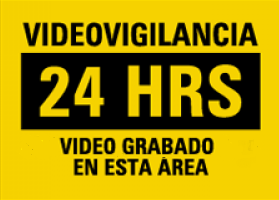 VIDEOVIGILANCIA
24 HRS
VIDEO GRABADO
EN ESTA ÁREA